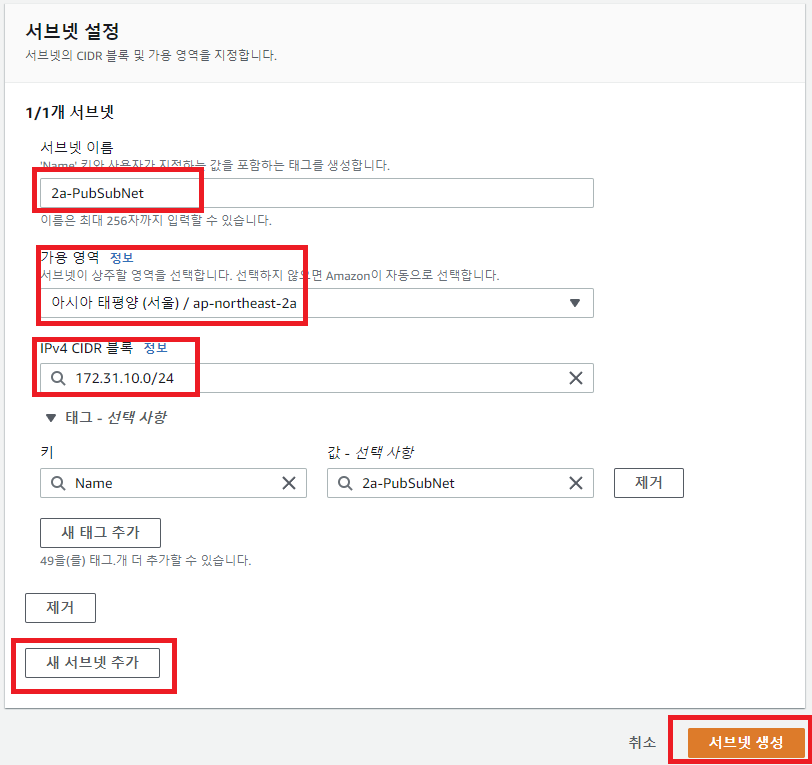 서브넷 설정
서브넷의 CIDR 블록 및 가용 영역을 지정합니다.
1/1개 서브넷
서브넷 이름
'Name' 키와 사용자가 지정하는 값을 포함하는 태그를 생성합니다.
2a-PubSubNet
이름은 최대 256자까지 입력할 수 있습니다.
가용 영역 정보
서브넷이 상주할 영역을 선택합니다. 선택하지 않으면 Amazon이 자동으로 선택합니다.
아시아 태평양 (서울) / ap-northeast-2a
IPv4 CIDR 블록 정보
172.31.10.0/24
태그 - 선택 사항
키 값 - 선택 사항
Name 2a-PubSubNet 제거
새 태그 추가
49을(를) 태그.개 더 추가할 수 있습니다.
제거
새 서브넷 추가
취소 서브넷 생성